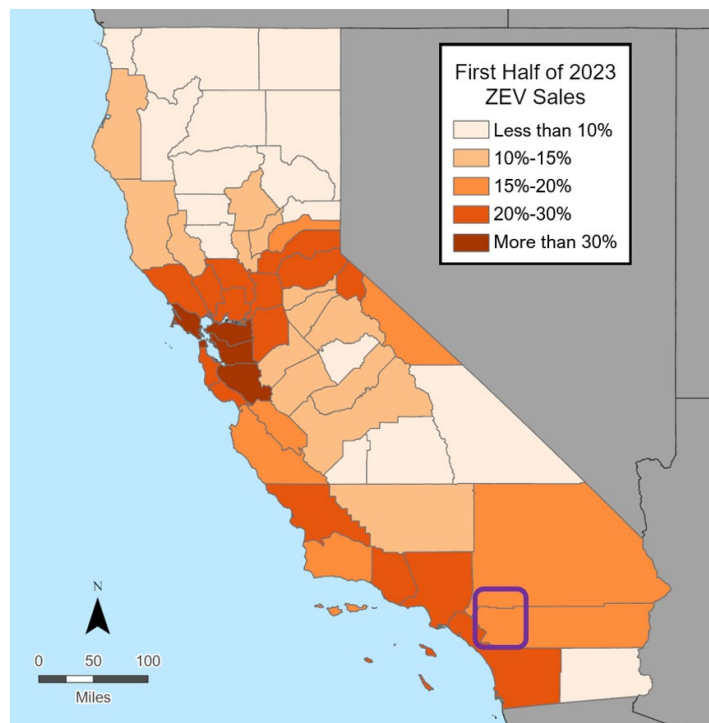 First Half of 2023
ZEV Sales
Less than 10%
10%-15%
15%-20%
20%-30%
More than 30%
N
0 50 100
Miles